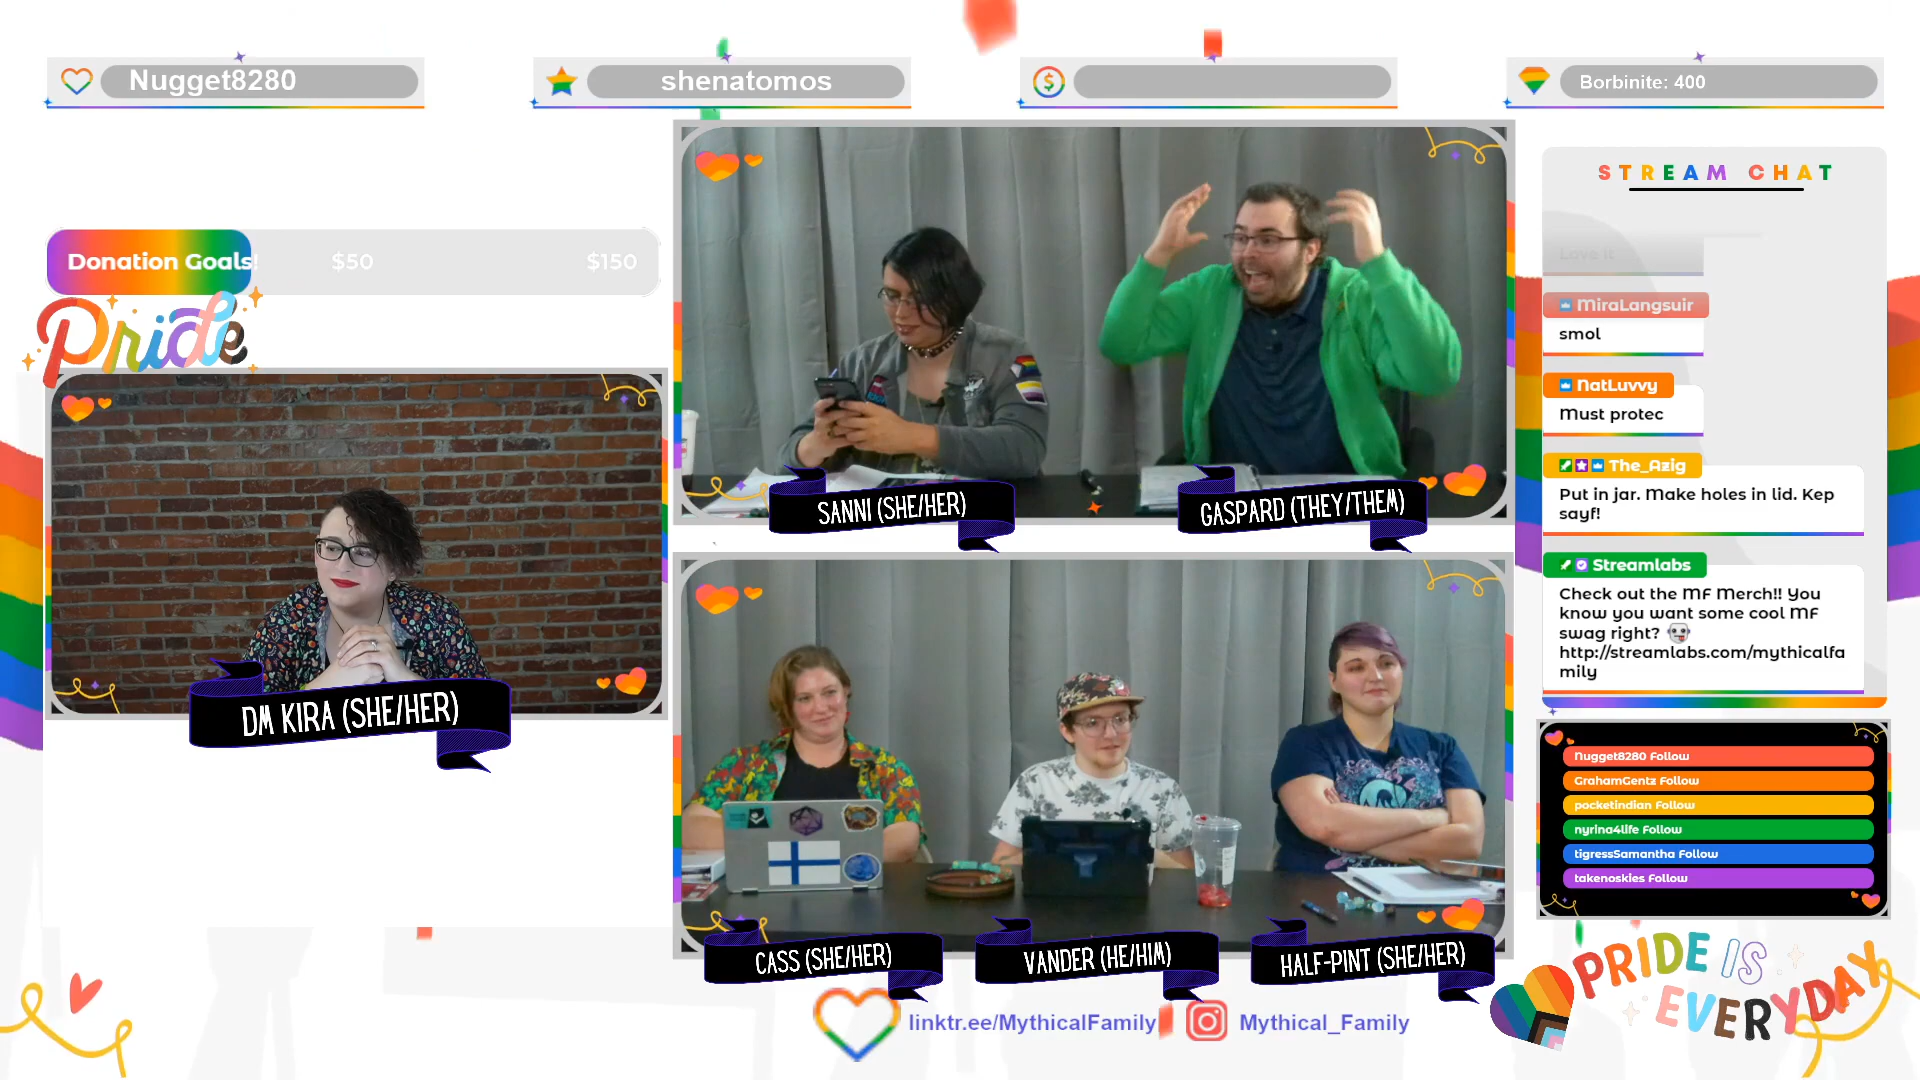 Nugget8280
shenatomos
Borbinite: 400
Donation Goals!
$50
$150
Pride
DM KIRA (SHE/HER)
SANNI (SHE/HER)
GASPARD (THEY/THEM)
CASS (SHE/HER)
VANDER (HE/HIM)
HALF-PINT (SHE/HER)
STREAM CHAT
Love it
MiraLangsuir
smol
NatLuvvy
Must protec
The_Azig
Put in jar. Make holes in lid. Kep
sayf!
Streamlabs
Check out the MF Merch!! You
know you want some cool MF
swag right?
http://streamlabs.com/mythicalfa
mily
Nugget8280 Follow
GrahamGentz Follow
pocketindian Follow
nyrina4life Follow
tigressSamantha Follow
takenoskies Follow
linktr.ee/MythicalFamily
Mythical_Family
PRIDE IS
EVERYDAY